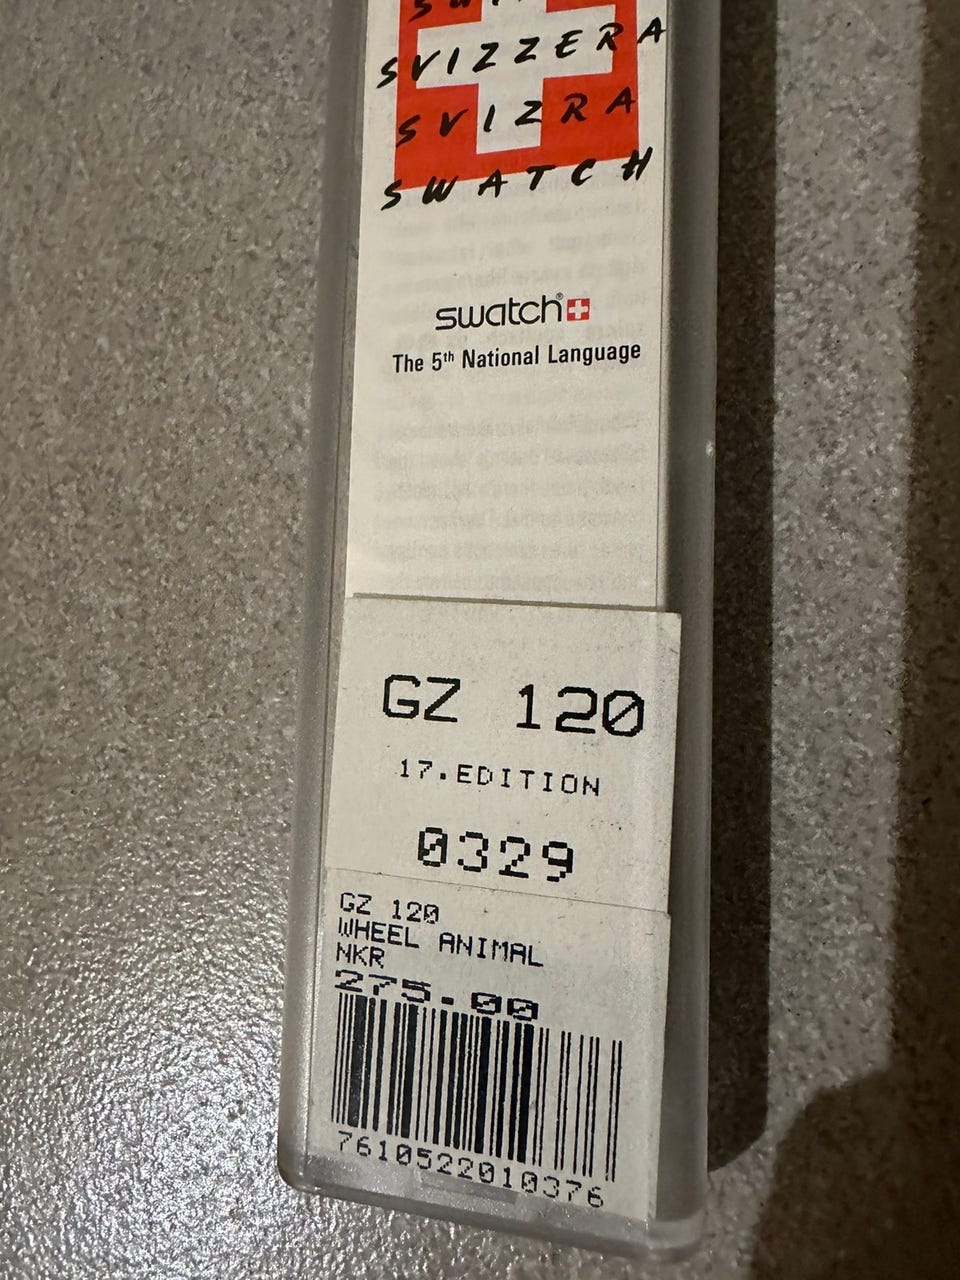 SVIZZERA
SVIZRA
SWATCH
swatch®
The 5th National Language
GZ 120
17.EDITION
0329
GZ 120
WHEEL ANIMAL
NKR
275.00
7610522010376